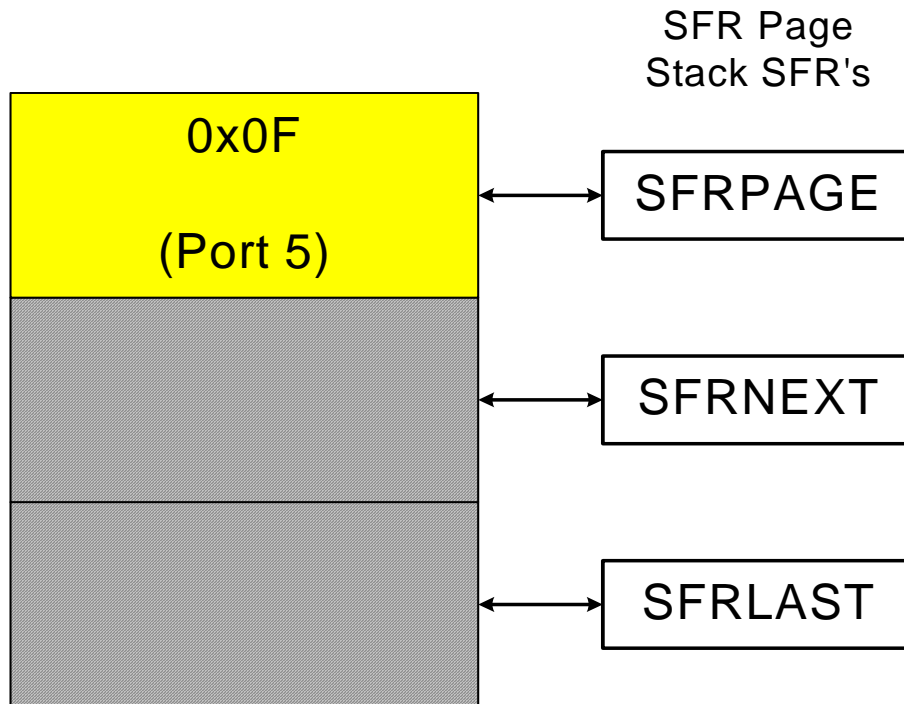 SFR Page
Stack SFR's
0x0F
(Port 5)
SFRPAGE
SFRNEXT
SFRLAST